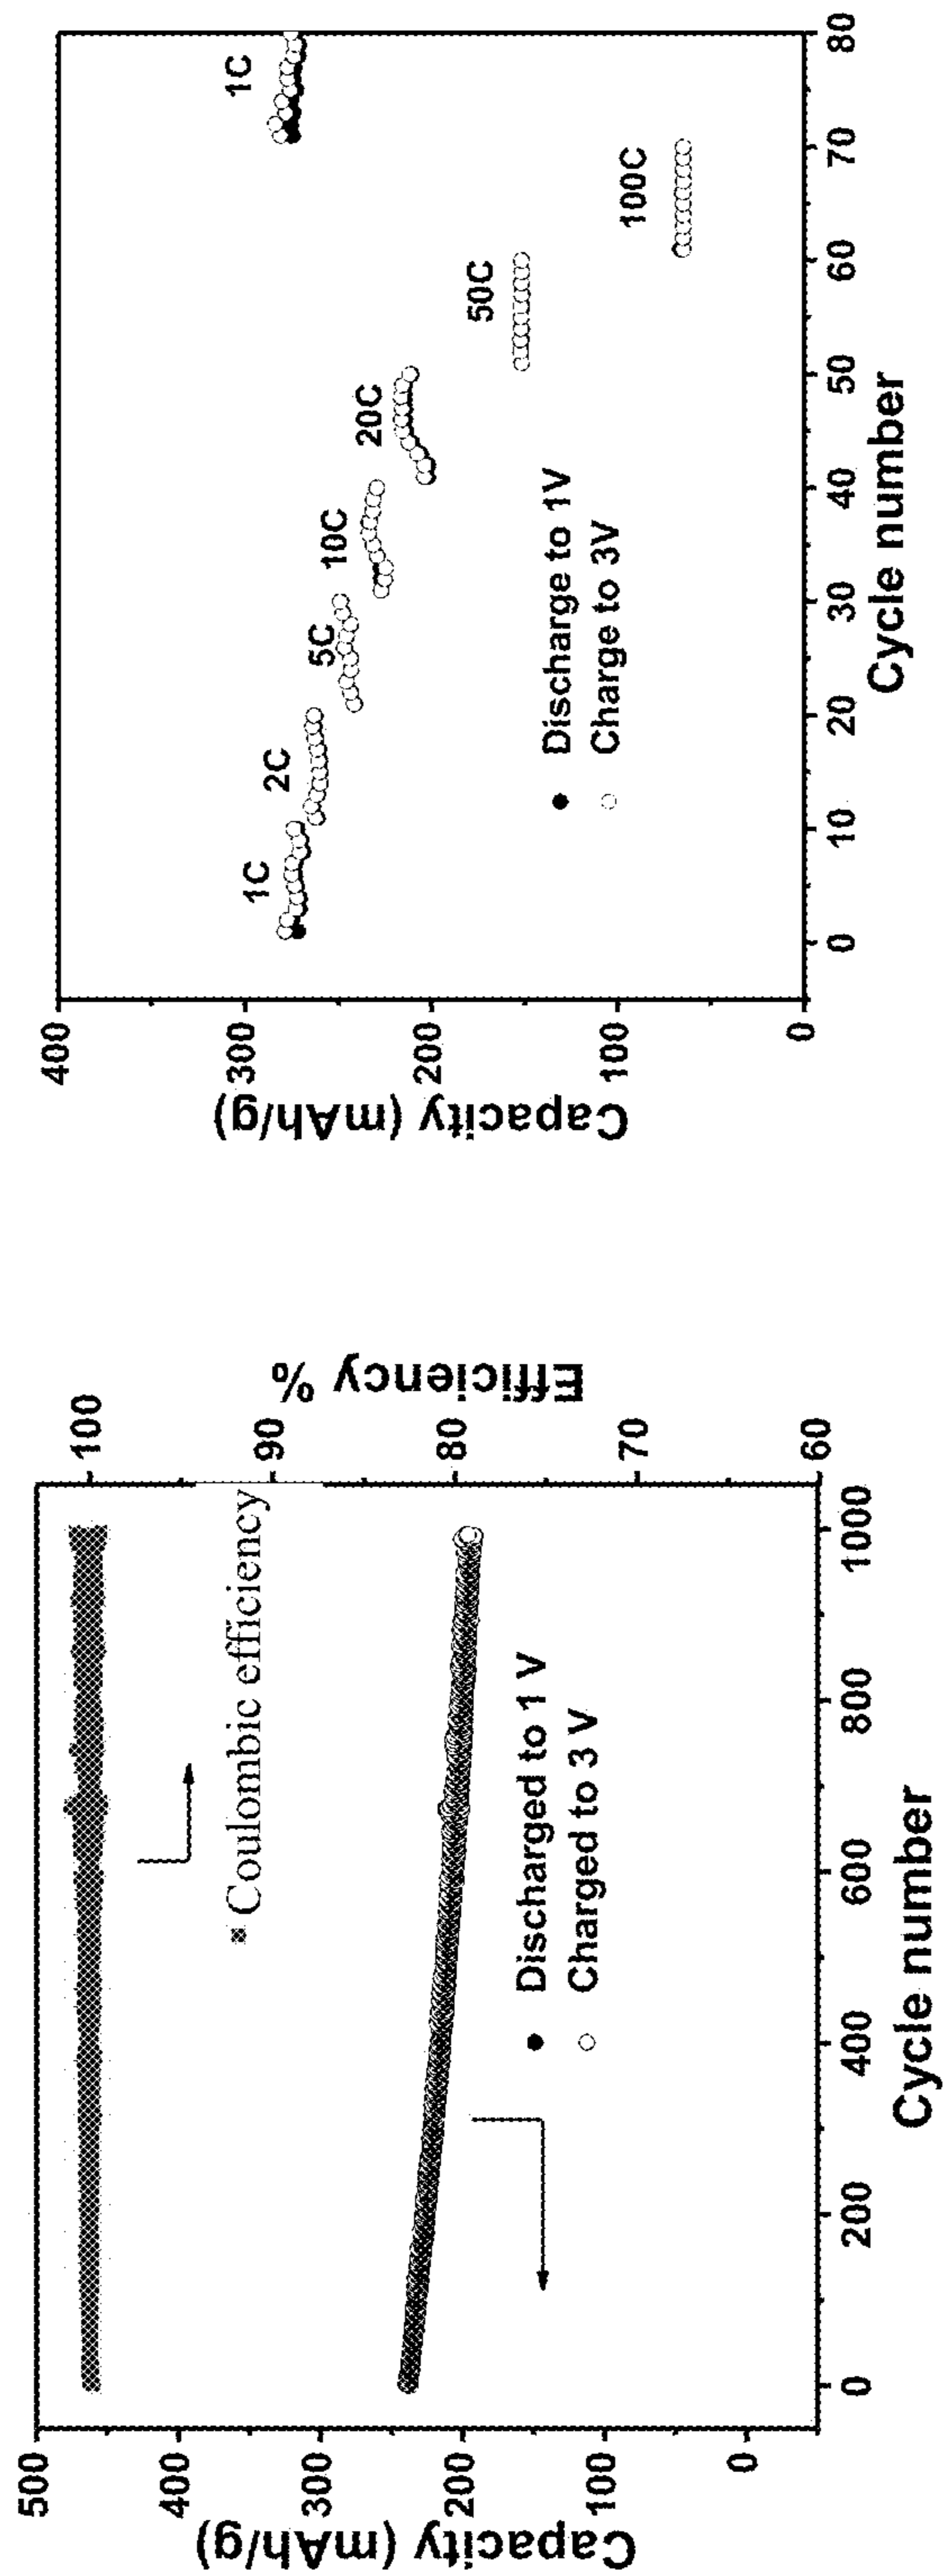 500
400
300
200
100
0
Capacity (mAh/g)
100
90
80
70
60
Efficiency %
Coulombic efficiency
Discharged to 1 V
Charged to 3 V
0
200
400
600
800
1000
Cycle number
400
300
200
100
0
Capacity (mAh/g)
1C
2C
5C
10C
20C
50C
100C
1C
Discharge to 1V
Charge to 3V
0
10
20
30
40
50
60
70
80
Cycle number